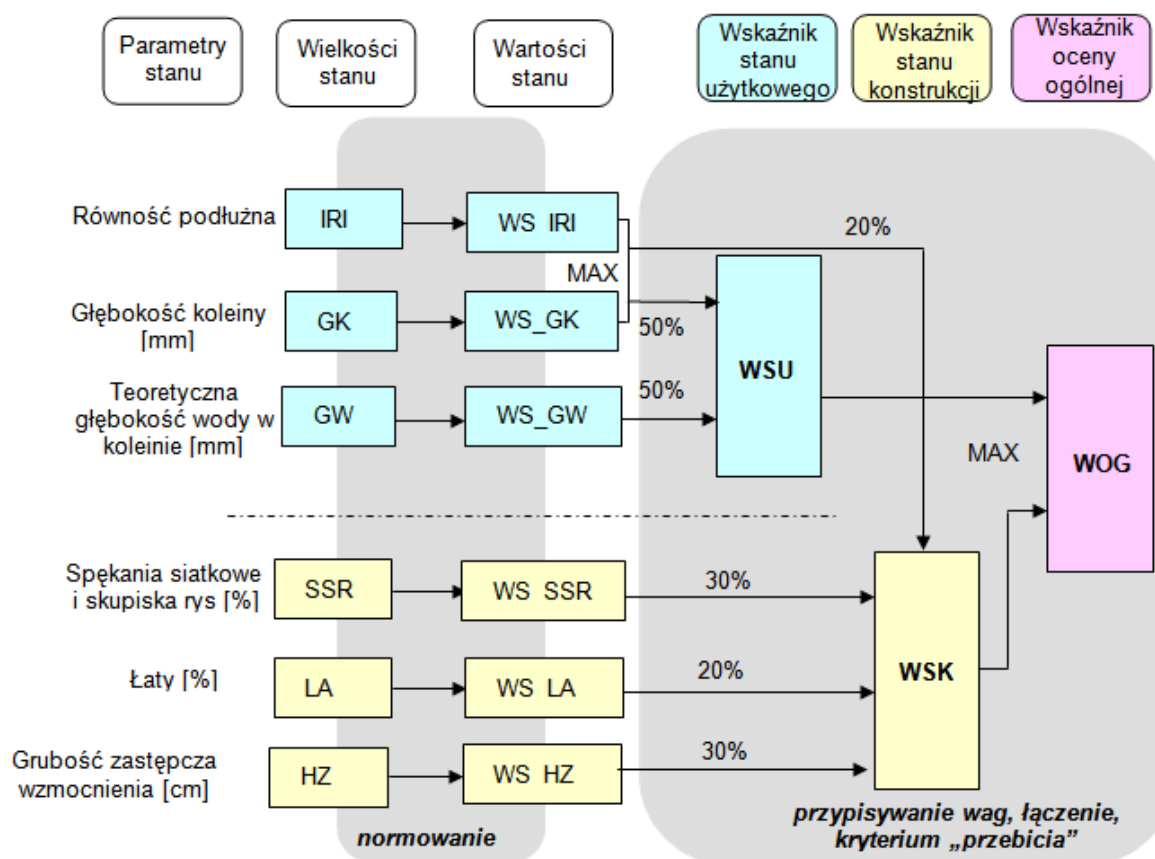 Parametry
stanu
Wielkości
stanu
Wartości
stanu
Wskaźnik
stanu
użytkowego
Wskaźnik
stanu
konstrukcji
Wskaźnik
oceny
ogólnej
Równość podłużna
IRI
WS IRI
20%
MAX
Głębokość koleiny
[mm]
GK
WS_GK
50%
WSU
Teoretyczna
głębokość wody w
koleinie [mm]
GW
WS_GW
50%
MAX
WOG
Spękania siatkowe
i skupiska rys [%]
SSR
WS SSR
30%
Łaty [%]
LA
WS LA
20%
WSK
Grubość zastępcza
wzmocnienia [cm]
HZ
WS HZ
30%
normowanie
przypisywanie wag, łączenie,
kryterium „przebicia”